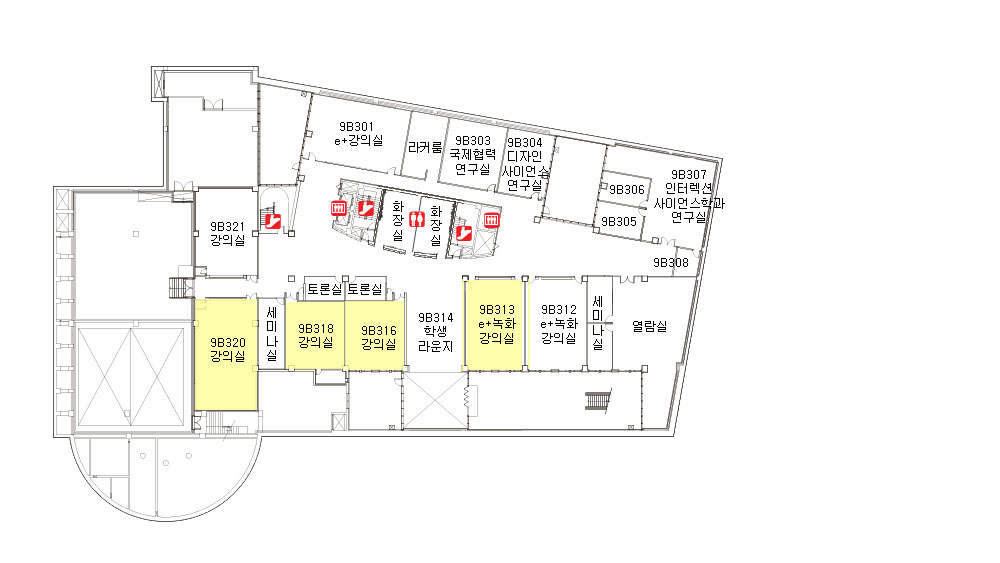 9B301
e+강의실
라커룸
9B303
국제협력
연구실
9B304
디자인
사이언스
연구실
9B306
9B305
9B307
인터렉션
사이언스학과
연구실
9B308
화장실
화장실
9B321
강의실
9B320
강의실
세미나실
토론실
토론실
9B318
강의실
9B316
강의실
9B314
학생
라운지
9B313
e+녹화
강의실
9B312
e+녹화
강의실
세미나실
열람실